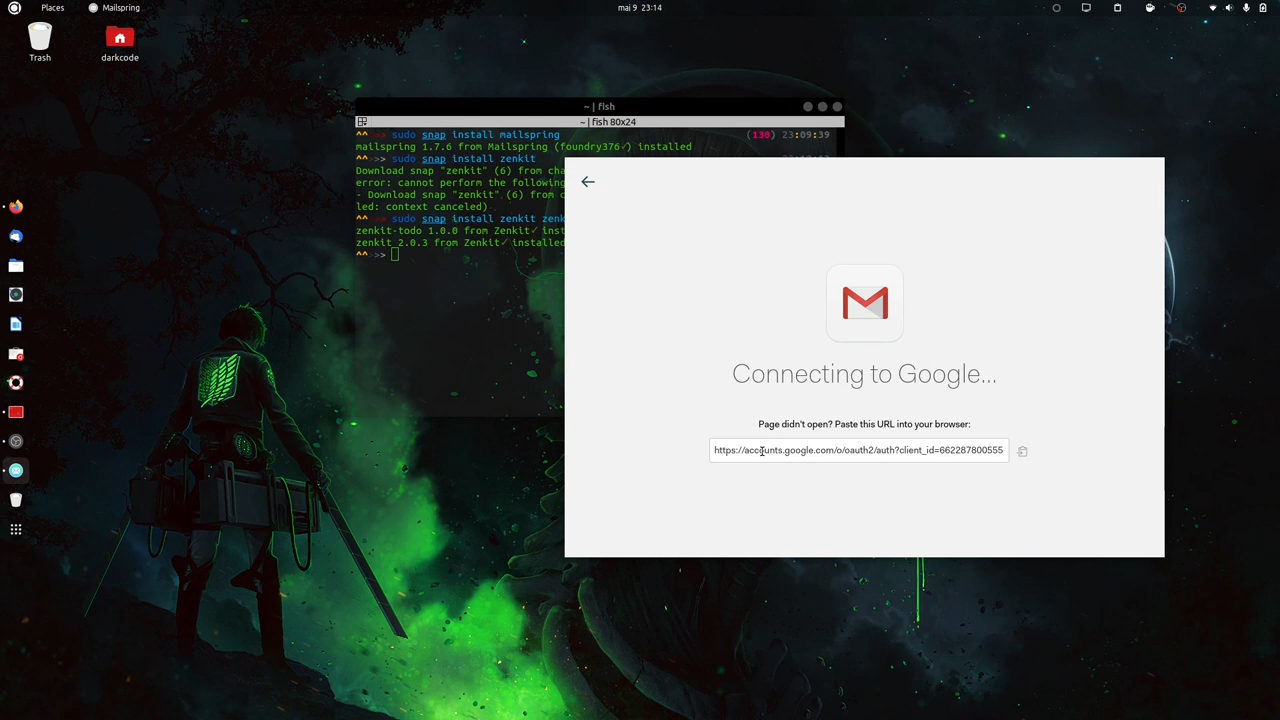 Places
Mailspring
mai 9 23:14
Trash
darkcode
~ | fish
~ | fish 80x24
^^ >>> sudo snap install mailspring (130) 23:09:39
mailspring 1.7.6 from Mailspring (foundry376✓) installed
^^ >>> sudo snap install zenkit
Download snap "zenkit" (6) from cha
error: cannot perform the following
- Download snap "zenkit" (6) from c
led: context canceled)
^^ >>> sudo snap install zenkit zenk
zenkit-todo 1.0.0 from Zenkit✓ inst
zenkit 2.0.3 from Zenkit✓ installed
^^ >>>
Connecting to Google...
Page didn't open? Paste this URL into your browser:
https://accounts.google.com/o/oauth2/auth?client_id=662287800555